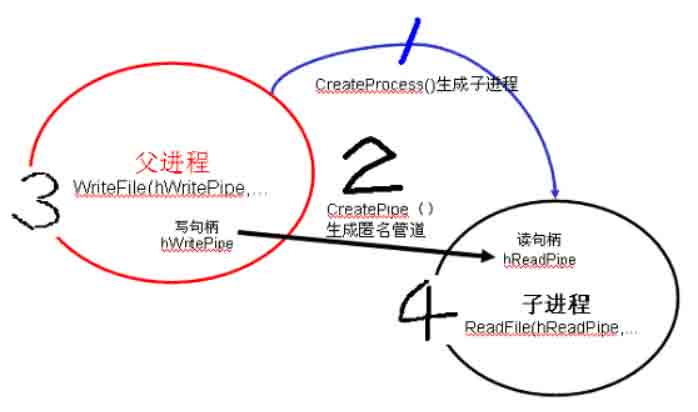 1
CreateProcess()生成子进程
2
CreatePipe ( )
生成匿名管道
3
父进程
WriteFile(hWritePipe,...
写句柄
hWritePipe
4
读句柄
hReadPipe
子进程
ReadFile(hReadPipe,...